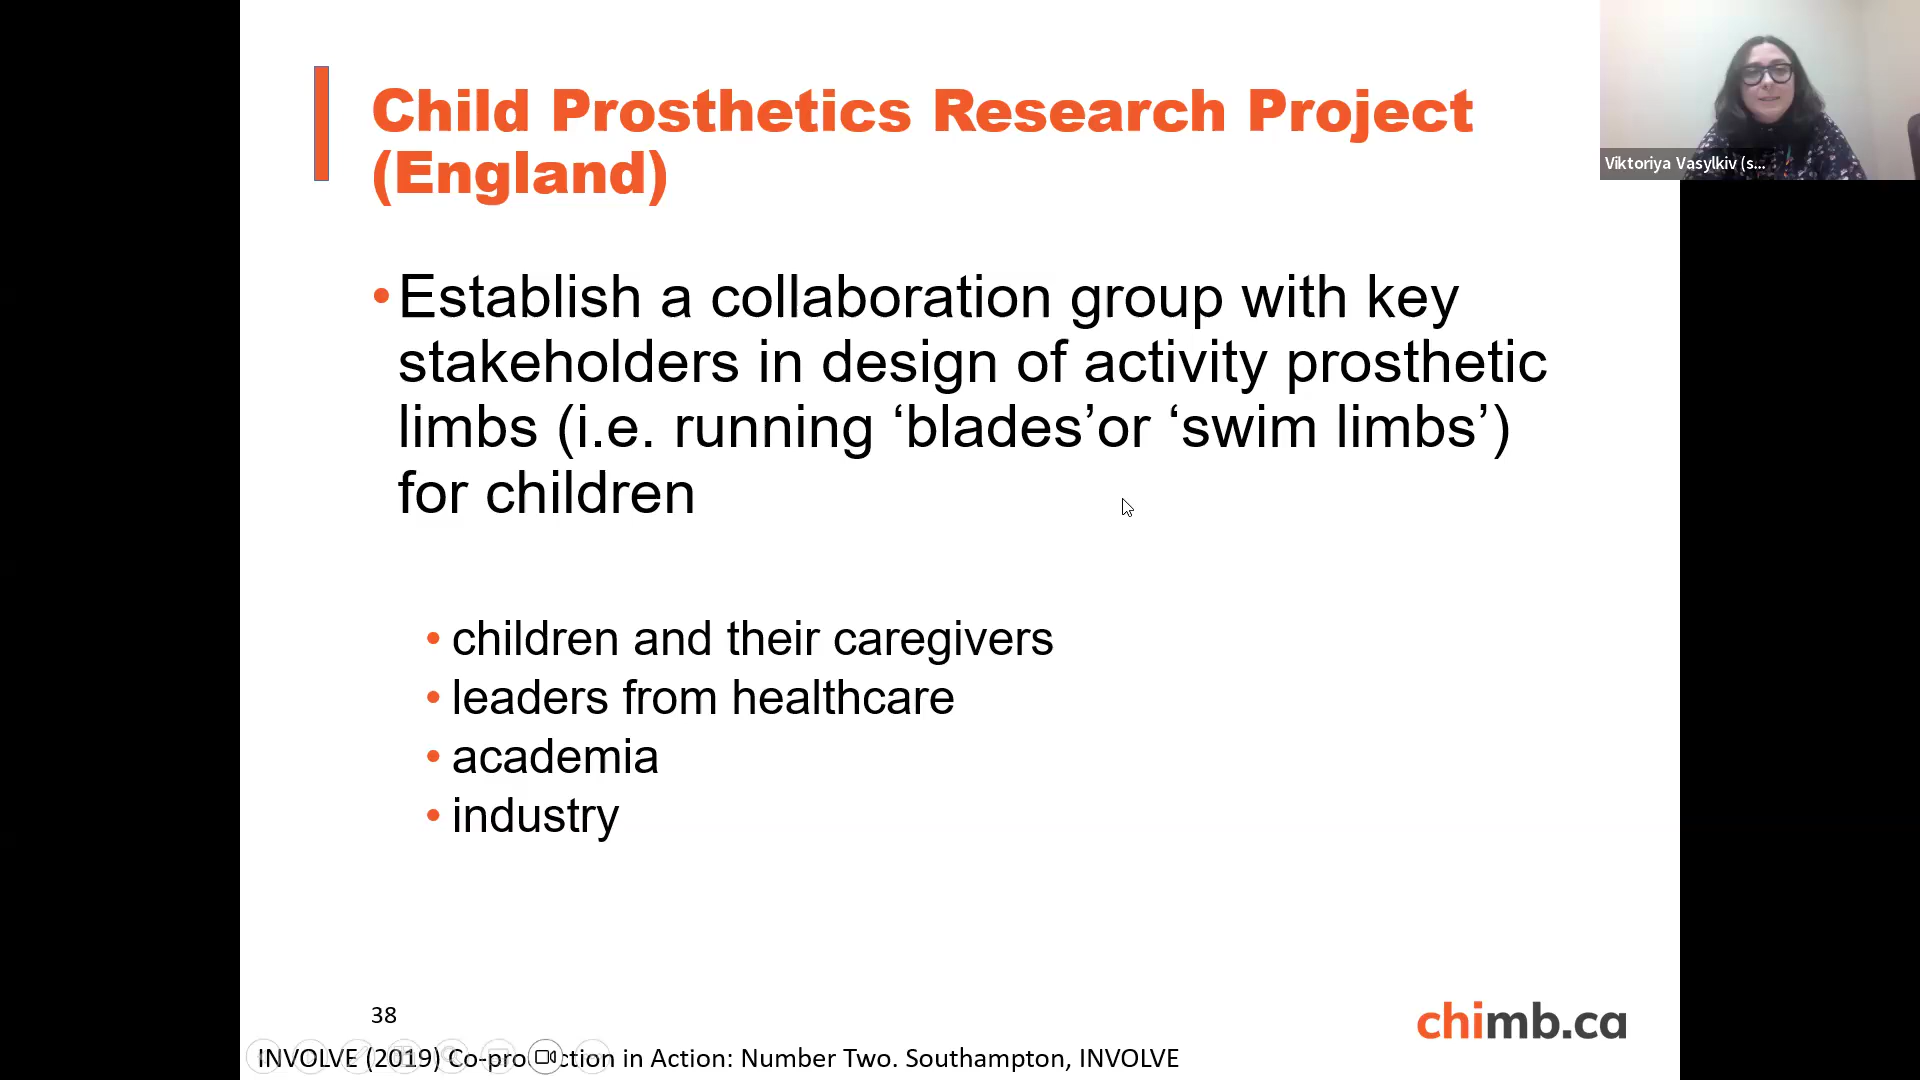 Child Prosthetics Research Project
(England)
Viktoriya Vasylkiv (s...
•Establish a collaboration group with key
stakeholders in design of activity prosthetic
limbs (i.e. running ‘blades’or ‘swim limbs’)
for children
• children and their caregivers
• leaders from healthcare
• academia
• industry
38
chimb.ca
INVOLVE (2019) Co-production in Action: Number Two. Southampton, INVOLVE